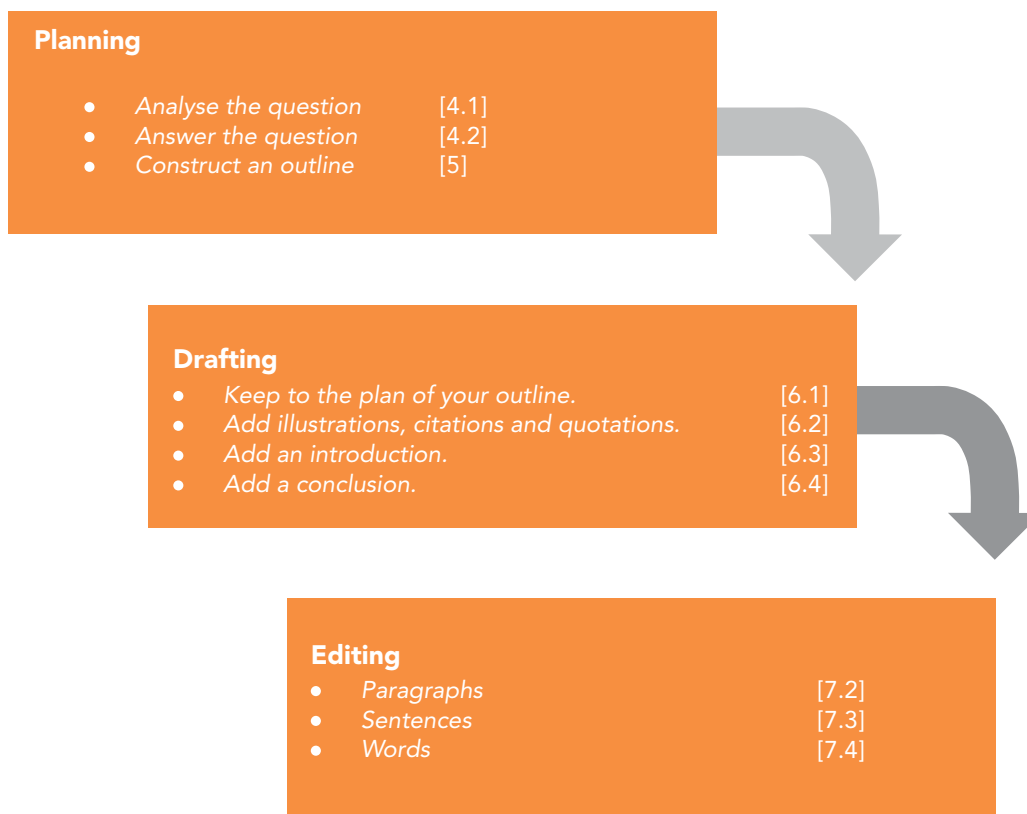 Planning
● Analyse the question [4.1]
● Answer the question [4.2]
● Construct an outline [5]
Drafting
● Keep to the plan of your outline. [6.1]
● Add illustrations, citations and quotations. [6.2]
● Add an introduction. [6.3]
● Add a conclusion. [6.4]
Editing
● Paragraphs [7.2]
● Sentences [7.3]
● Words [7.4]